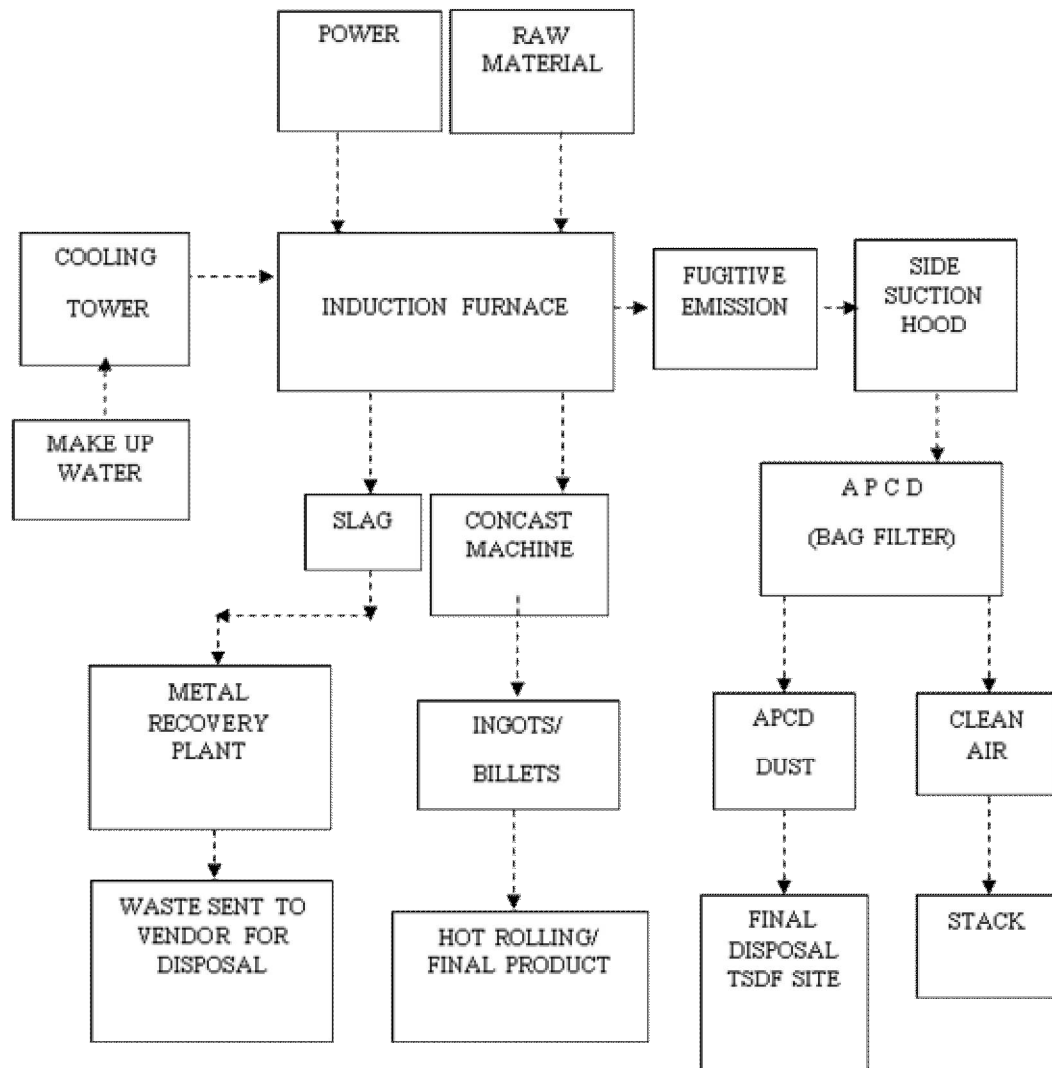 POWER
RAW
MATERIAL
COOLING
TOWER
INDUCTION FURNACE
FUGITIVE
EMISSION
SIDE
SUCTION
HOOD
MAKE UP
WATER
SLAG
CONCAST
MACHINE
A P C D
(BAG FILTER)
METAL
RECOVERY
PLANT
INGOTS/
BILLETS
APCD
DUST
CLEAN
AIR
WASTE SENT TO
VENDOR FOR
DISPOSAL
HOT ROLLING/
FINAL PRODUCT
FINAL
DISPOSAL
TSDF SITE
STACK